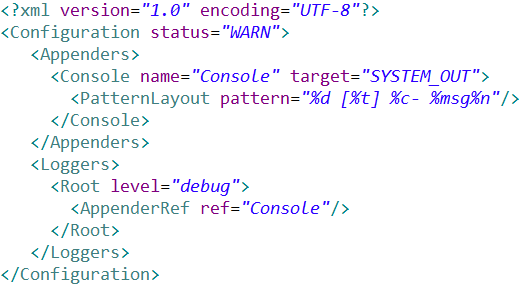 <?xml version="1.0" encoding="UTF-8"?>
<Configuration status="WARN">
  <Appenders>
    <Console name="Console" target="SYSTEM_OUT">
      <PatternLayout pattern="%d [%t] %c- %msg%n"/>
    </Console>
  </Appenders>
  <Loggers>
    <Root level="debug">
      <AppenderRef ref="Console"/>
    </Root>
  </Loggers>
</Configuration>